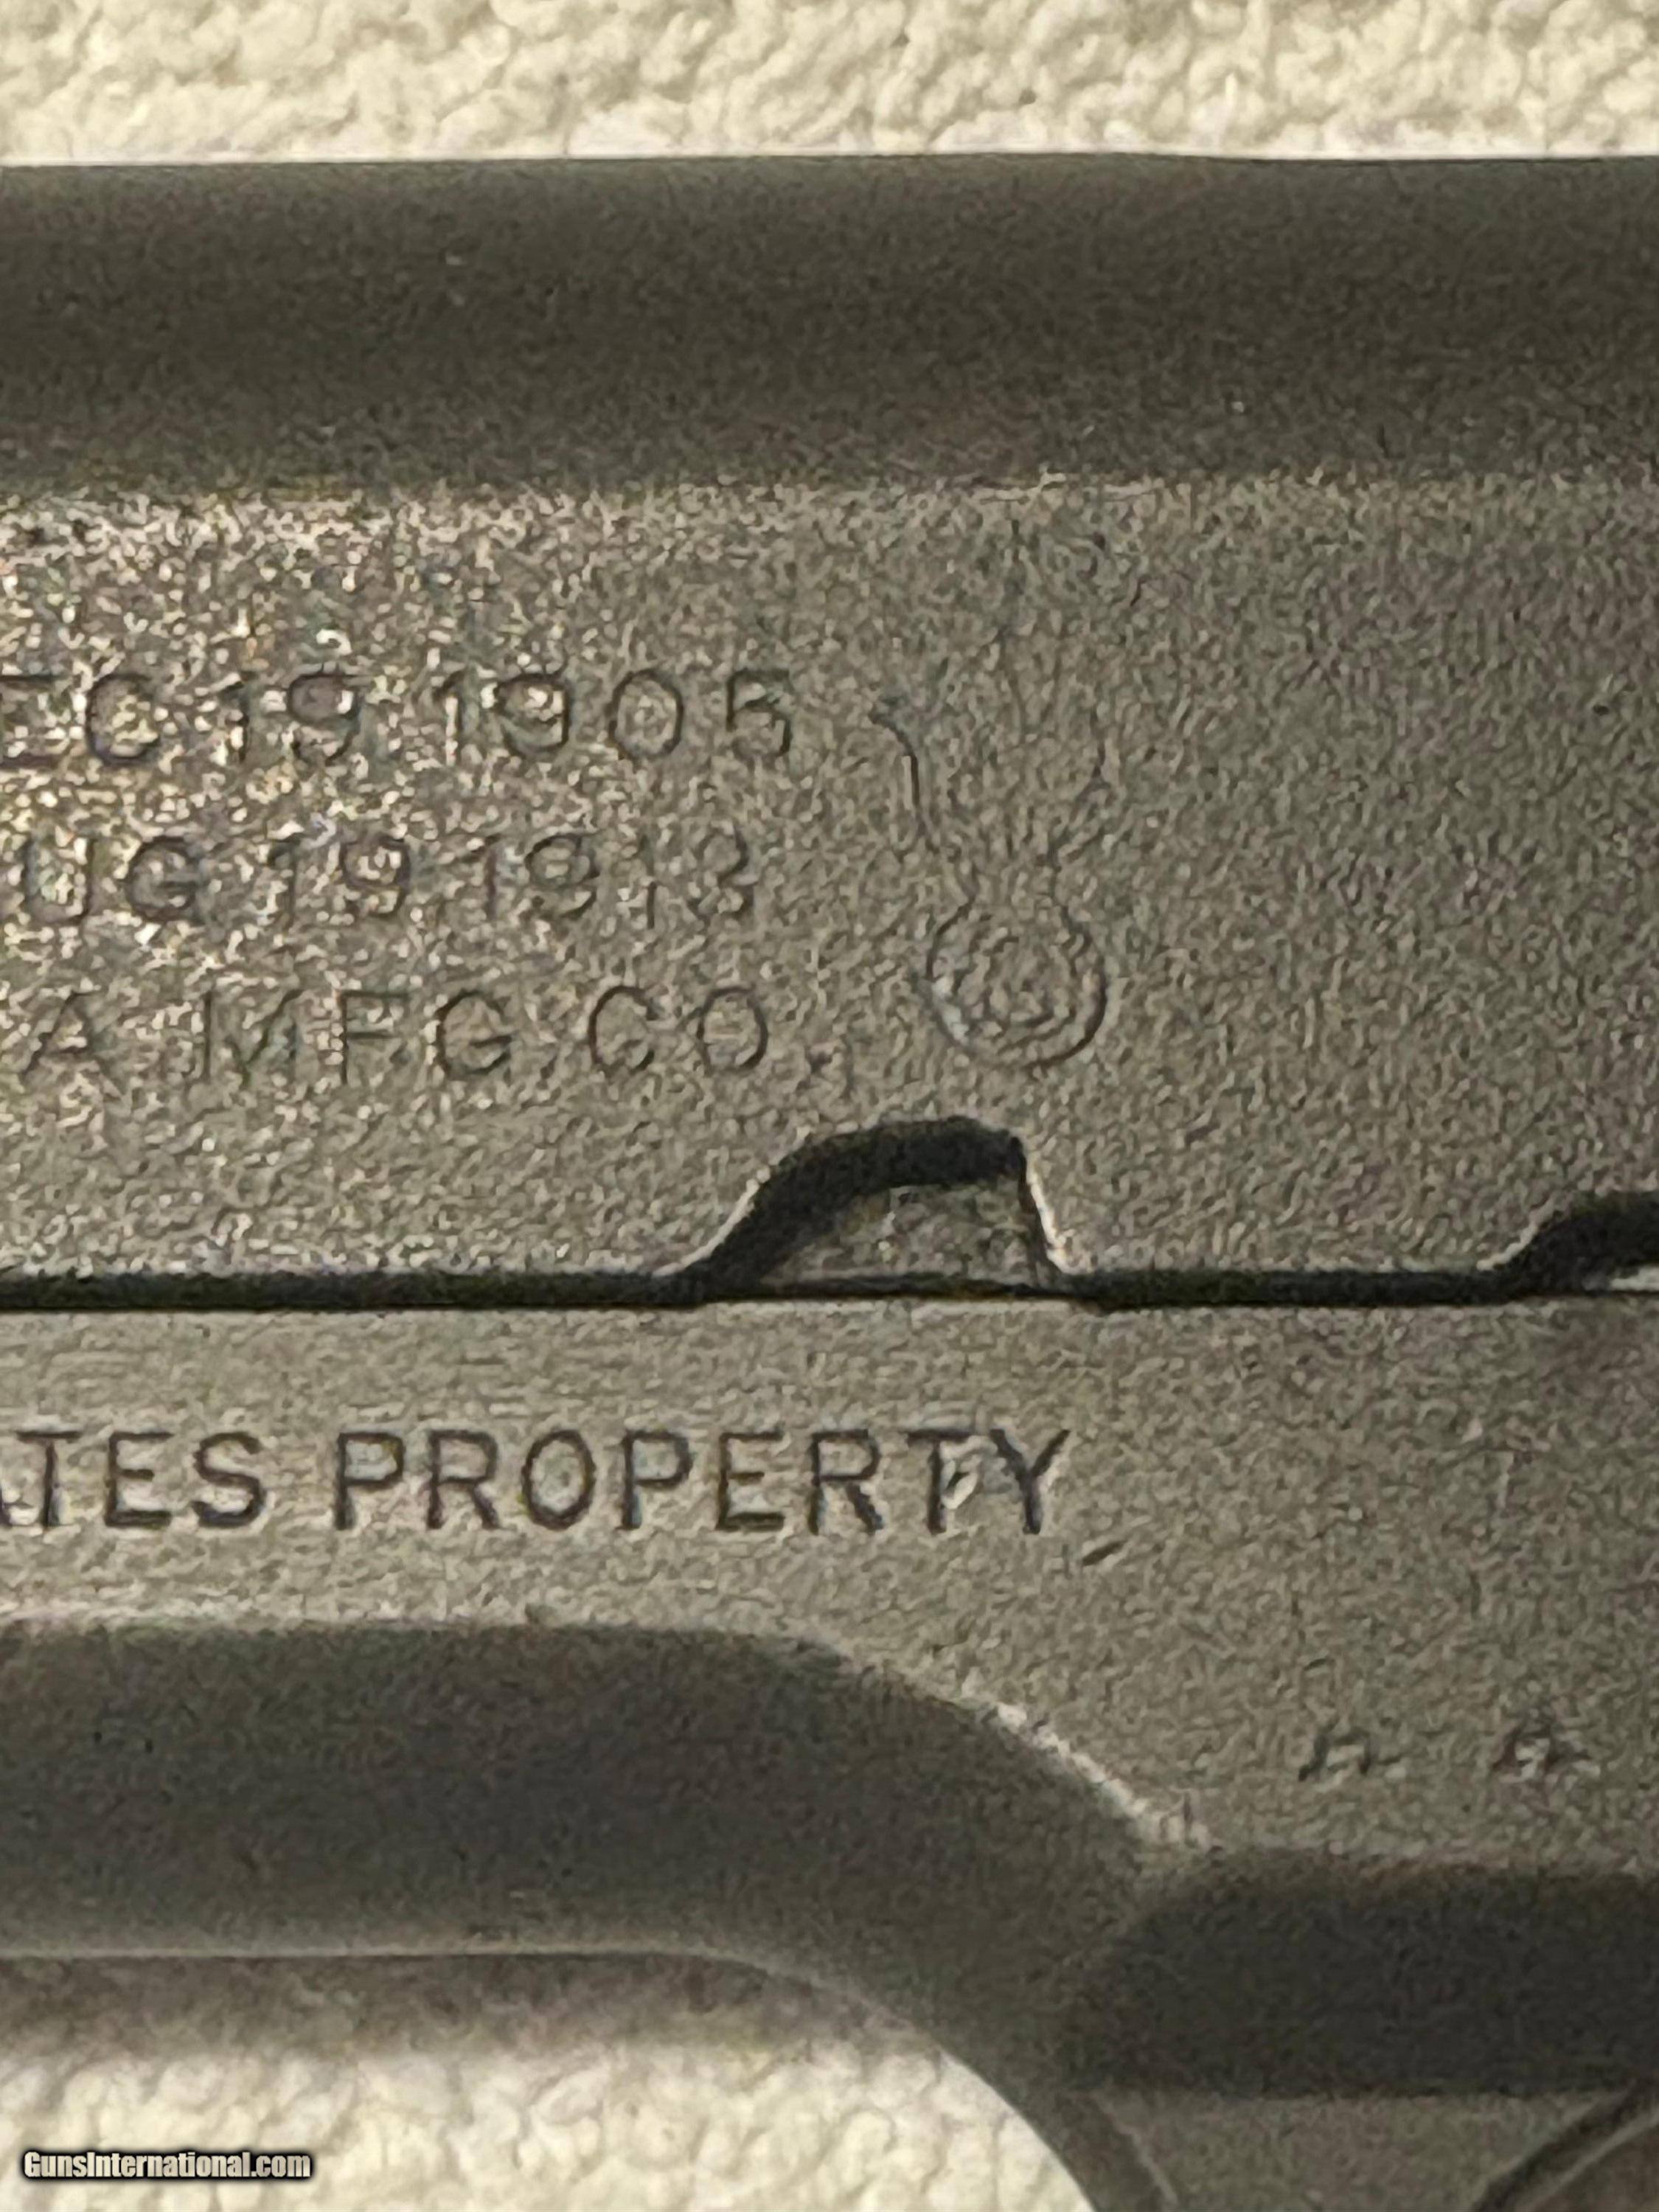 EC 19 1905
UG 19 1913
A MFG. CO.
ATES PROPERTY
GunsInternational.com